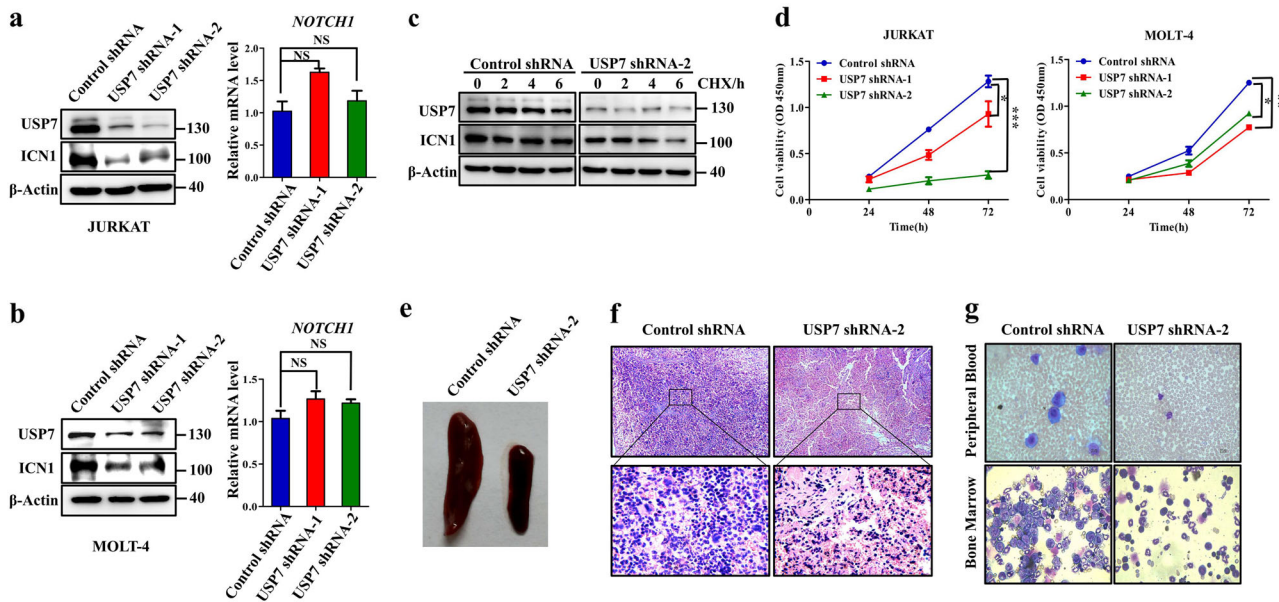 a
Control shRNA
USP7 shRNA-1
USP7 shRNA-2
USP7
130
ICN1
100
β-Actin
40
JURKAT
NOTCH1
Relative mRNA level
2.0
1.5
1.0
0.5
0.0
NS
NS
Control shRNA
USP7 shRNA-1
USP7 shRNA-2
b
Control shRNA
USP7 shRNA-1
USP7 shRNA-2
USP7
130
ICN1
100
β-Actin
40
MOLT-4
NOTCH1
Relative mRNA level
2.0
1.5
1.0
0.5
0.0
NS
NS
Control shRNA
USP7 shRNA-1
USP7 shRNA-2
c
Control shRNA USP7 shRNA-2
0 2 4 6 0 2 4 6 CHX/h
USP7
130
ICN1
100
β-Actin
40
d
JURKAT
Cell viability (OD 450nm)
1.5
1.0
0.5
0.0
0 24 48 72
Time(h)
Control shRNA
USP7 shRNA-1
USP7 shRNA-2
*
***
MOLT-4
Cell viability (OD 450nm)
1.5
1.0
0.5
0.0
0 24 48 72
Time(h)
Control shRNA
USP7 shRNA-1
USP7 shRNA-2
*
e
Control shRNA
USP7 shRNA-2
f
Control shRNA USP7 shRNA-2
g
Control shRNA USP7 shRNA-2
Peripheral Blood
Bone Marrow